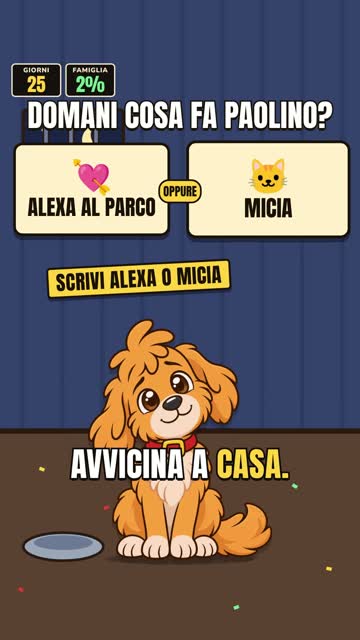 GIORNI
25
FAMIGLIA
2%
DOMANI COSA FA PAOLINO?
ALEXA AL PARCO
OPPURE
MICIA
SCRIVI ALEXA O MICIA
AVVICINA A CASA.